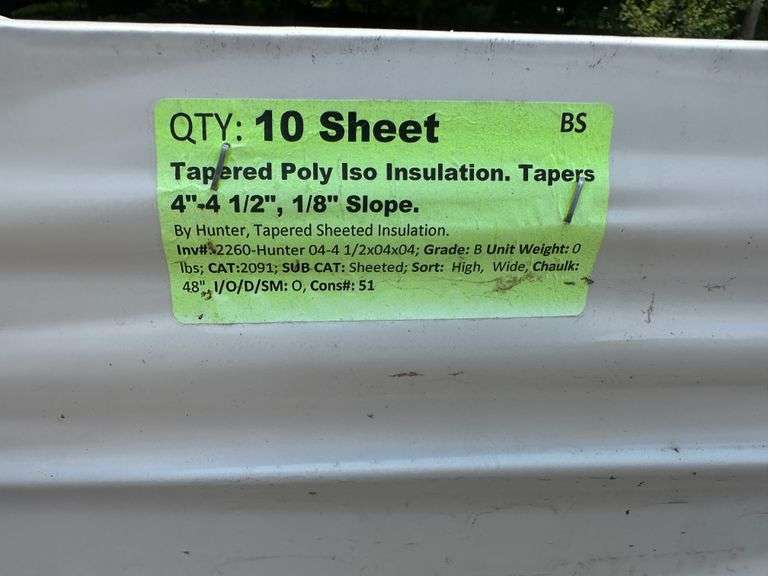 QTY: 10 Sheet BS
Tapered Poly Iso Insulation. Tapers
4"-4 1/2", 1/8" Slope.
By Hunter, Tapered Sheeted Insulation.
Inv#: 2260-Hunter 04-4 1/2x04x04; Grade: B Unit Weight: 0
lbs; CAT:2091; SUB CAT: Sheeted; Sort: High, Wide, Chaulk:
48", I/O/D/SM: O, Cons#: 51